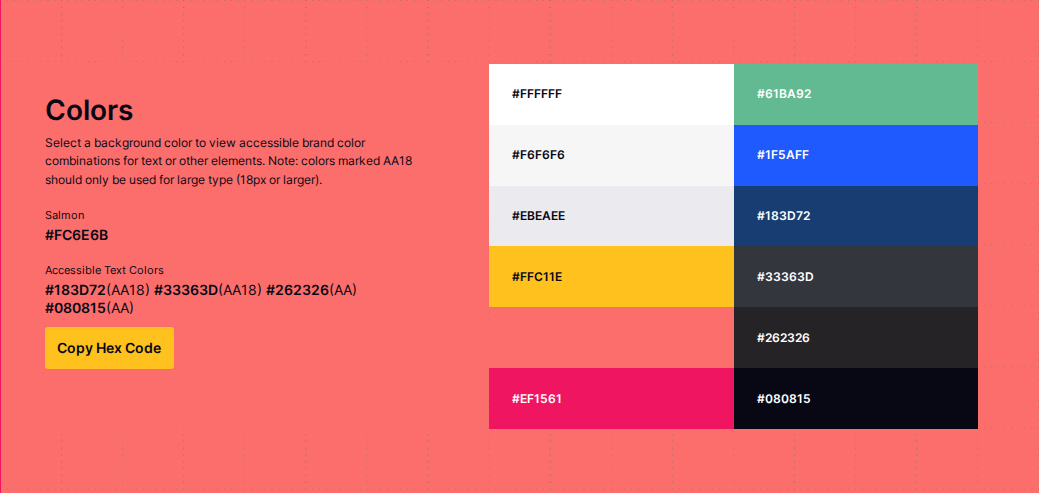 Colors
Select a background color to view accessible brand color
combinations for text or other elements. Note: colors marked AA18
should only be used for large type (18px or larger).
Salmon
#FC6E6B
Accessible Text Colors
#183D72(AA18) #33363D(AA18) #262326(AA)
#080815(AA)
Copy Hex Code
#FFFFFF
#61BA92
#F6F6F6
#1F5AFF
#EBEAEE
#183D72
#FFC11E
#33363D
#262326
#EF1561
#080815